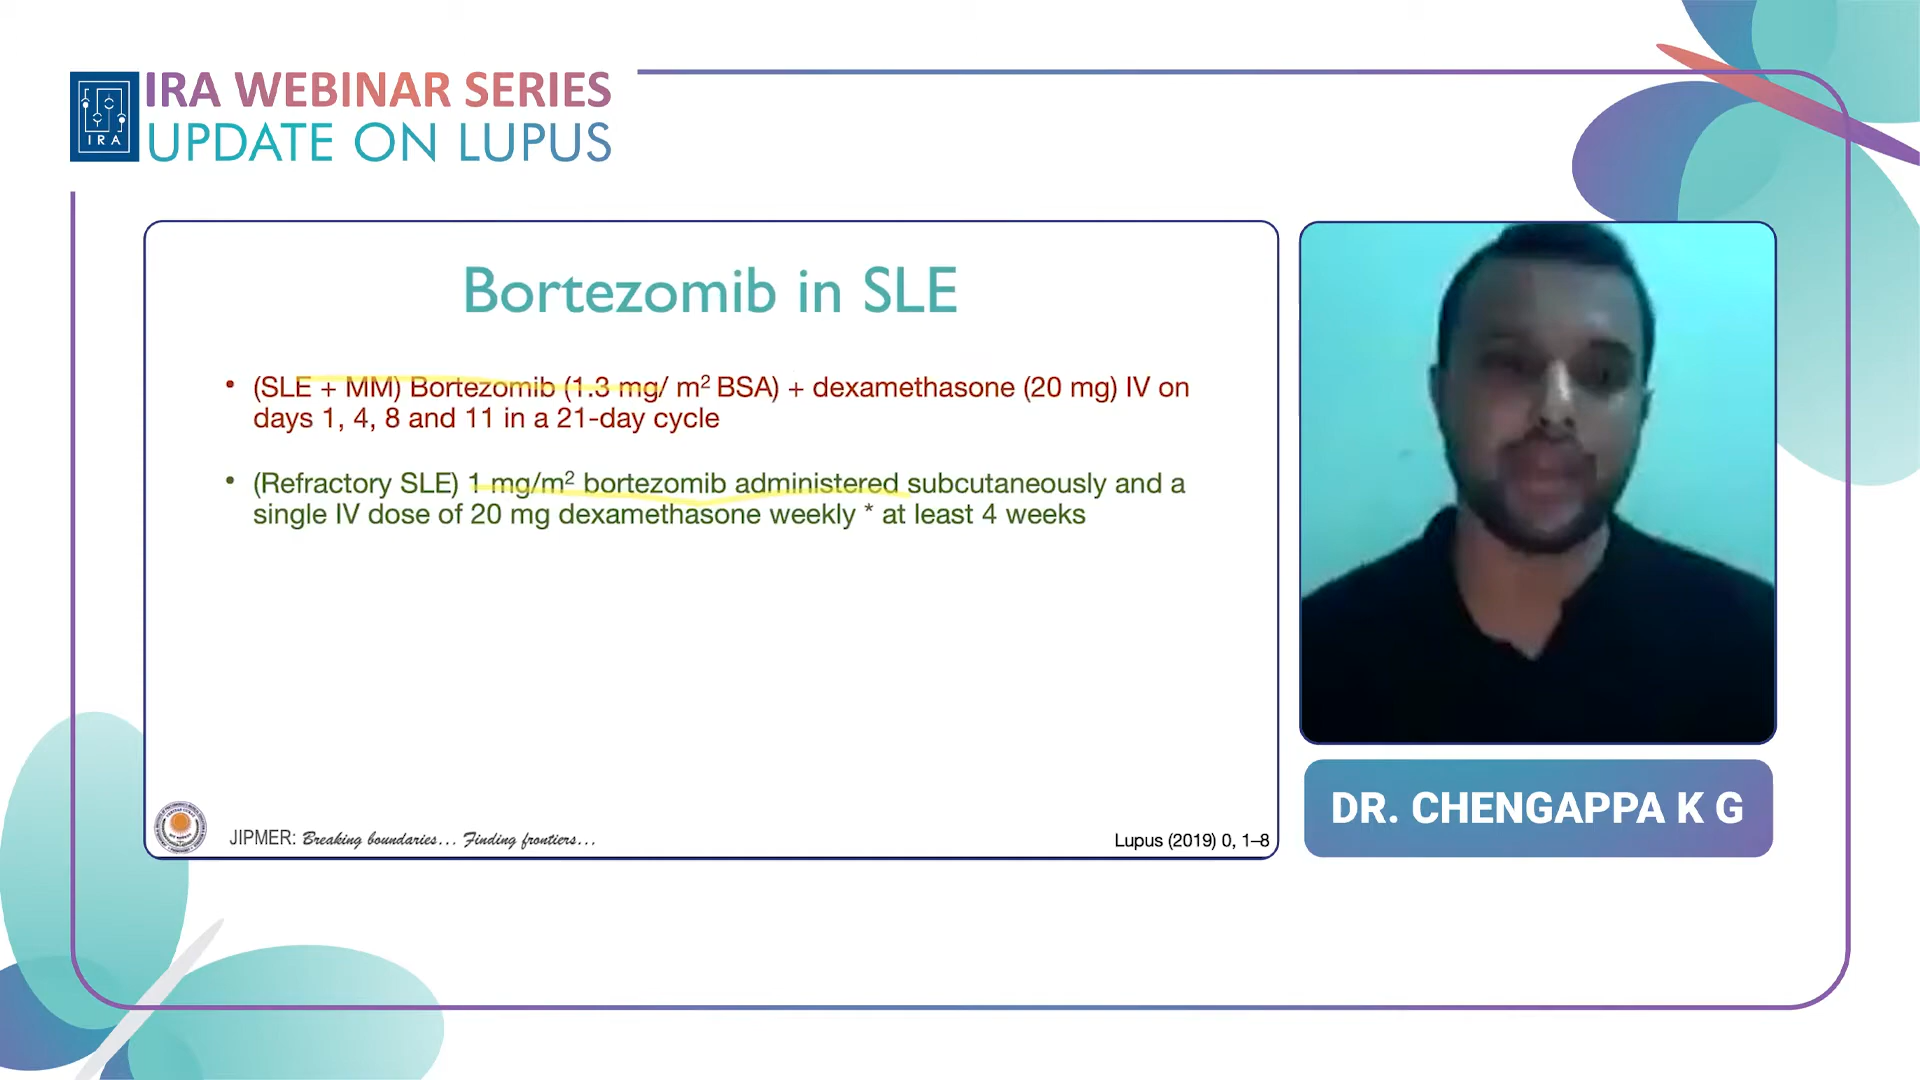 IRA WEBINAR SERIES
UPDATE ON LUPUS
IRA
Bortezomib in SLE
• (SLE + MM) Bortezomib (1.3 mg/ m² BSA) + dexamethasone (20 mg) IV on
days 1, 4, 8 and 11 in a 21-day cycle
• (Refractory SLE) 1 mg/m² bortezomib administered subcutaneously and a
single IV dose of 20 mg dexamethasone weekly * at least 4 weeks
JIPMER: Breaking boundaries... Finding frontiers...
Lupus (2019) 0, 1–8
DR. CHENGAPPA K G